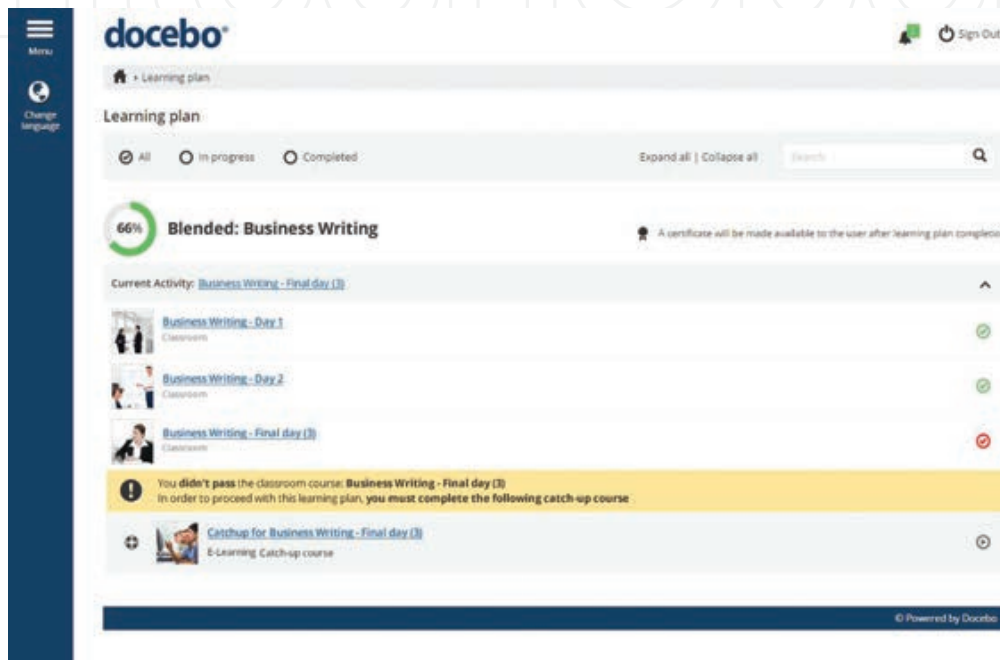 docebo
Menu
Sign Out
Change
language
Learning plan
Learning plan
All In progress Completed Expand all | Collapse all Search
66% Blended: Business Writing
A certificate will be made available to the user after learning plan completio
Current Activity: Business Writing - Final day (3)
Business Writing - Day 1
Classroom
Business Writing - Day 2
Classroom
Business Writing - Final day (3)
Classroom
You didn't pass the classroom course: Business Writing - Final day (3)
In order to proceed with this learning plan, you must complete the following catch-up course
Catchup for Business Writing - Final day (3)
E-Learning Catch-up course
© Powered by Docebo